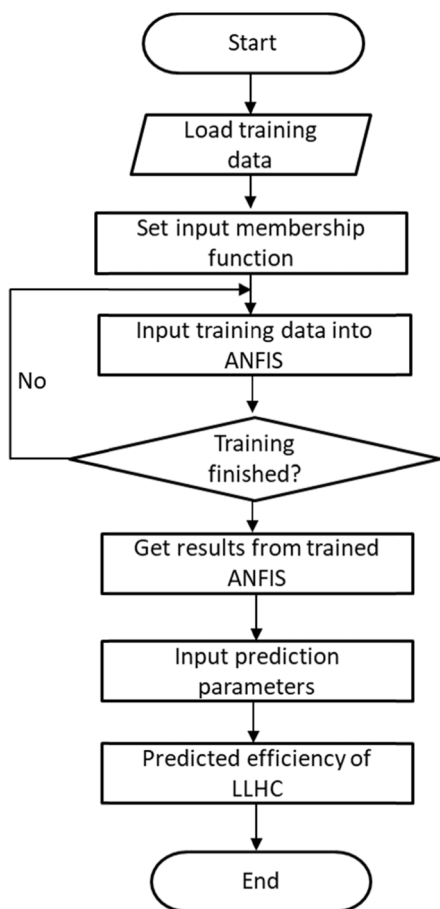 Start
Load training
data
Set input membership
function
Input training data into
ANFIS
No
Training
finished?
Get results from trained
ANFIS
Input prediction
parameters
Predicted efficiency of
LLHC
End